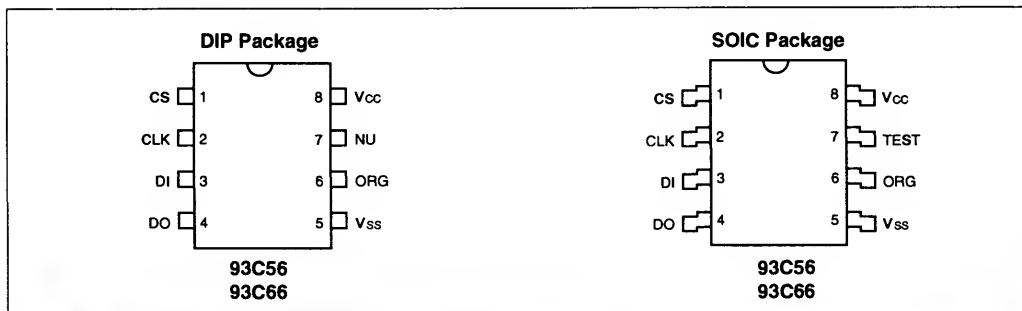 DIP Package
CS 1 8 Vcc
CLK 2 7 NU
DI 3 6 ORG
DO 4 5 Vss
93C56
93C66
SOIC Package
CS 1 8 Vcc
CLK 2 7 TEST
DI 3 6 ORG
DO 4 5 Vss
93C56
93C66